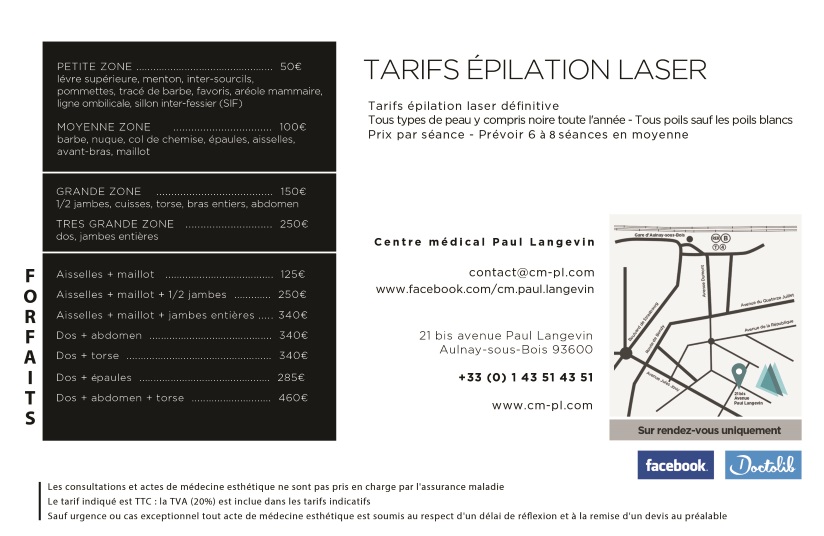 PETITE ZONE .............................................. 50€
lévre supérieure, menton, inter-sourcils,
pommettes, tracé de barbe, favoris, aréole mammaire,
ligne ombilicale, sillon inter-fessier (SIF)
MOYENNE ZONE ................................. 100€
barbe, nuque, col de chemise, épaules, aisselles,
avant-bras, maillot
GRANDE ZONE ....................................... 150€
1/2 jambes, cuisses, torse, bras entiers, abdomen
TRES GRANDE ZONE ............................. 250€
dos, jambes entières
FORFAITS
Aisselles + maillot .................................... 125€
Aisselles + maillot + 1/2 jambes ............ 250€
Aisselles + maillot + jambes entières ..... 340€
Dos + abdomen ........................................... 340€
Dos + torse ................................................ 340€
Dos + épaules ............................................ 285€
Dos + abdomen + torse ........................... 460€
TARIFS ÉPILATION LASER
Tarifs épilation laser définitive
Tous types de peau y compris noire toute l'année - Tous poils sauf les poils blancs
Prix par séance - Prévoir 6 à 8 séances en moyenne
Centre médical Paul Langevin
contact@cm-pl.com
www.facebook.com/cm.paul.langevin
21 bis avenue Paul Langevin
Aulnay-sous-Bois 93600
+33 (0) 1 43 51 43 51
www.cm-pl.com
Gare d'Aulnay-sous-Bois
RER B
T 4
Avenue Dumont
Boulevard de Strasbourg
Route de Bondy
Avenue du Quatorze Juillet
Avenue de la République
Avenue Jules Jouy
21 bis
Avenue
Paul Langevin
Sur rendez-vous uniquement
facebook.
Doctolib
Les consultations et actes de médecine esthétique ne sont pas pris en charge par l'assurance maladie
Le tarif indiqué est TTC : la TVA (20%) est inclue dans les tarifs indicatifs
Sauf urgence ou cas exceptionnel tout acte de médecine esthétique est soumis au respect d'un délai de réflexion et à la remise d'un devis au préalable